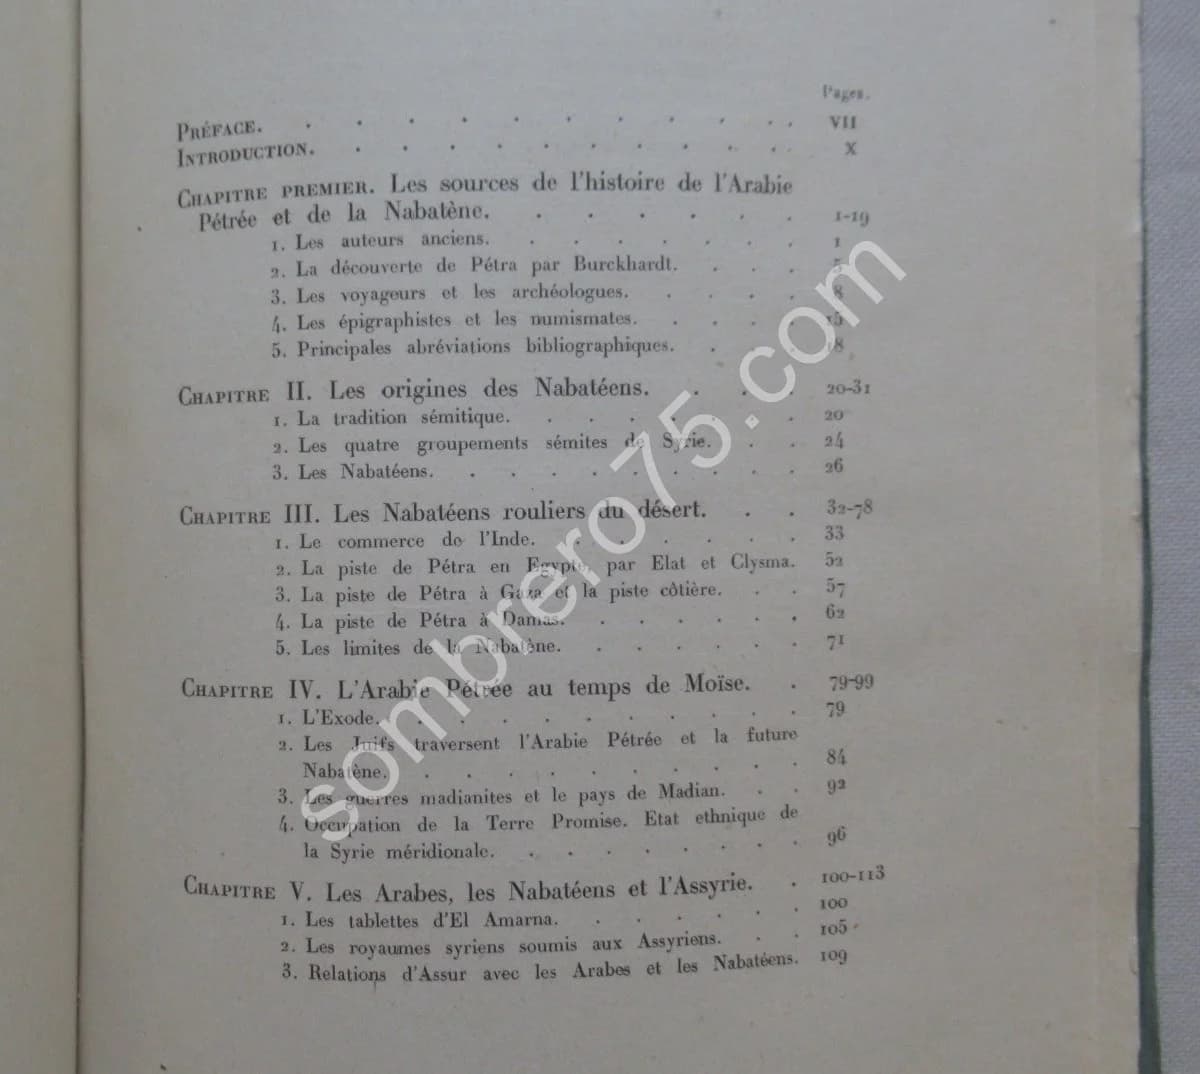 Pages.
PRÉFACE. . . . . . . . . . . VII
INTRODUCTION. . . . . . . . . . X
CHAPITRE PREMIER. Les sources de l'histoire de l'Arabie
Pétrée et de la Nabatène. . . . . . . . 1-19
1. Les auteurs anciens. . . . . . . . 1
2. La découverte de Pétra par Burckhardt. . . . 5
3. Les voyageurs et les archéologues. . . . . 8
4. Les épigraphistes et les numismates. . . . 15
5. Principales abréviations bibliographiques. . . . 18
CHAPITRE II. Les origines des Nabatéens. . . . 20-31
1. La tradition sémitique. . . . . . . 20
2. Les quatre groupements sémites de Syrie. . . 24
3. Les Nabatéens. . . . . . . . . 26
CHAPITRE III. Les Nabatéens rouliers du désert. . . 32-78
1. Le commerce de l'Inde. . . . . . . 33
2. La piste de Pétra en Egypte, par Elat et Clysma. 52
3. La piste de Pétra à Gaza et la piste côtière. . . 57
4. La piste de Pétra à Damas. . . . . . 62
5. Les limites de la Nabatène. . . . . . 71
CHAPITRE IV. L'Arabie Pétrée au temps de Moïse. . 79-99
1. L'Exode. . . . . . . . . . 79
2. Les Juifs traversent l'Arabie Pétrée et la future
Nabatène. . . . . . . . . . 84
3. Les guerres madianites et le pays de Madian. . . 92
4. Occupation de la Terre Promise. Etat ethnique de
la Syrie méridionale. . . . . . . . 96
CHAPITRE V. Les Arabes, les Nabatéens et l'Assyrie. . 100-113
1. Les tablettes d'El Amarna. . . . . . . 100
2. Les royaumes syriens soumis aux Assyriens. . . 105
3. Relations d'Assur avec les Arabes et les Nabatéens. 109
sombrero75.com